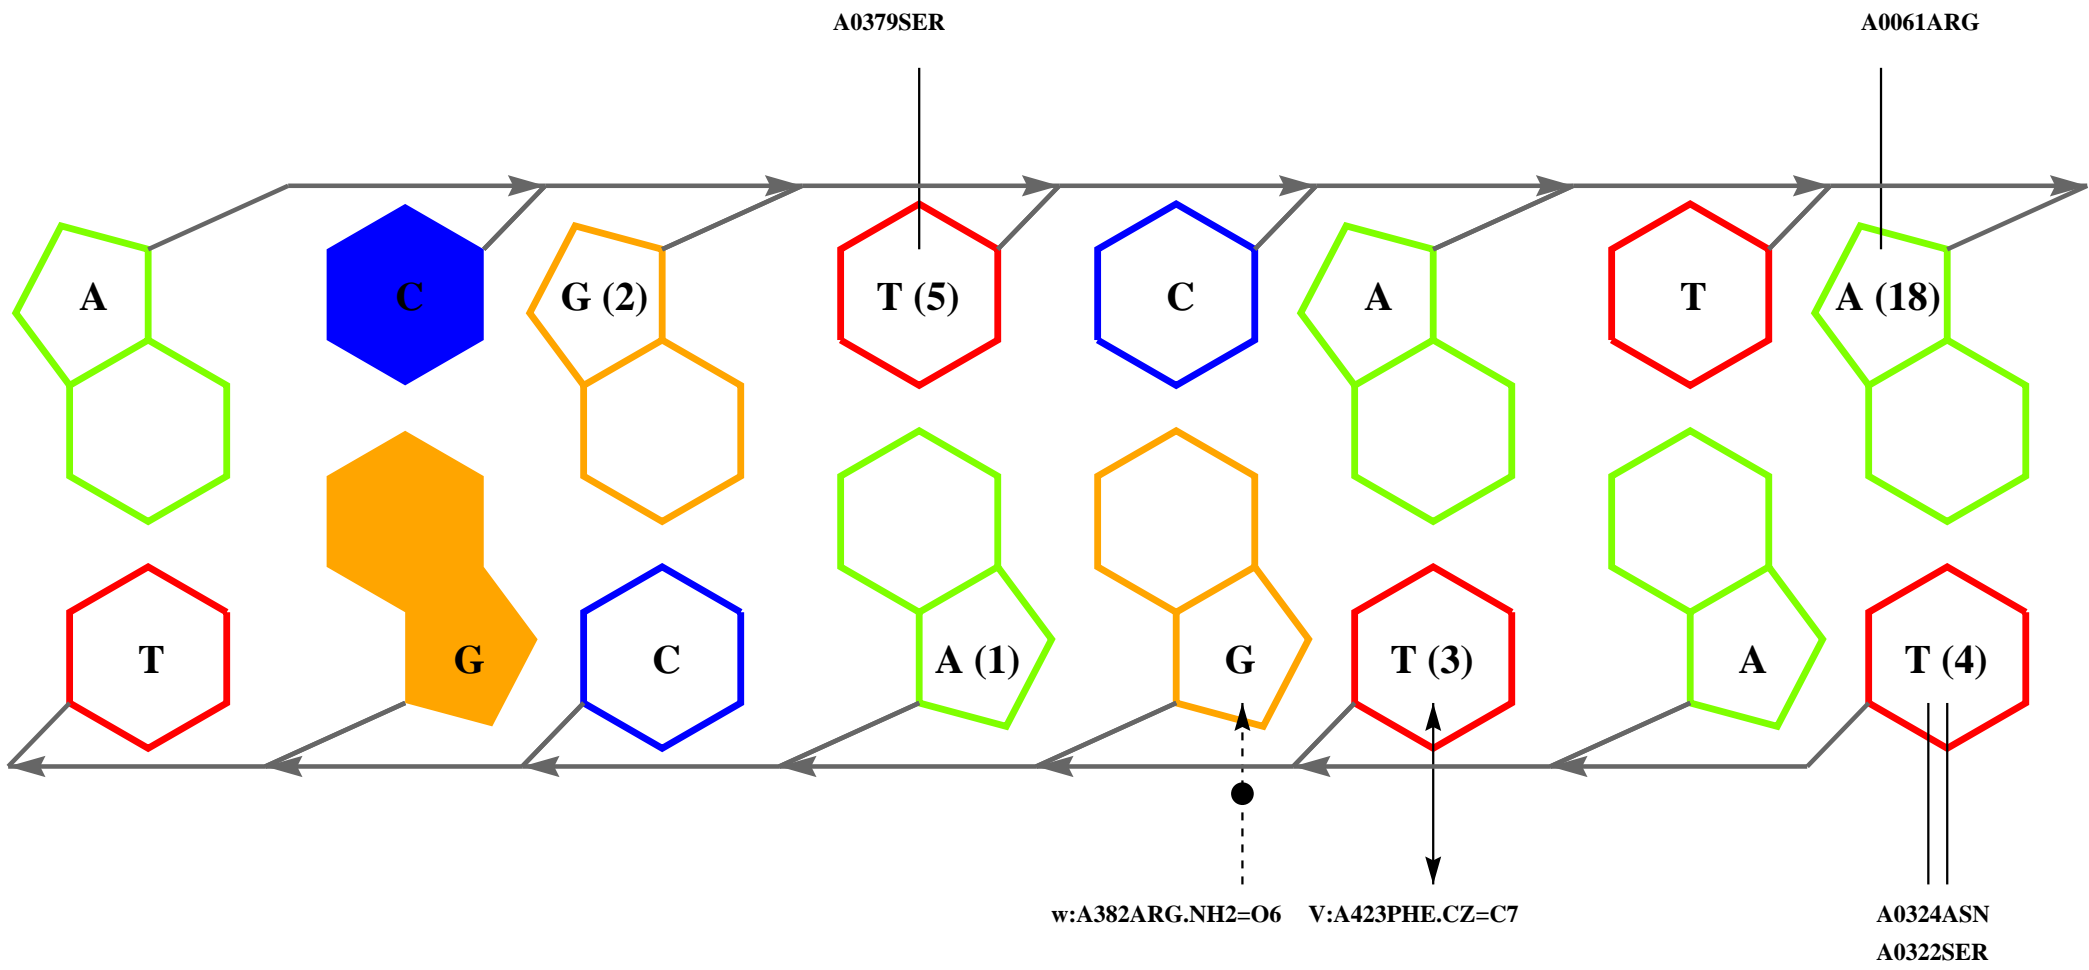 A0379SER A0061ARG
A C G (2) T (5) C A T A (18)
T G C A (1) G T (3) A T (4)
w:A382ARG.NH2=O6 V:A423PHE.CZ=C7 A0324ASN
A0322SER